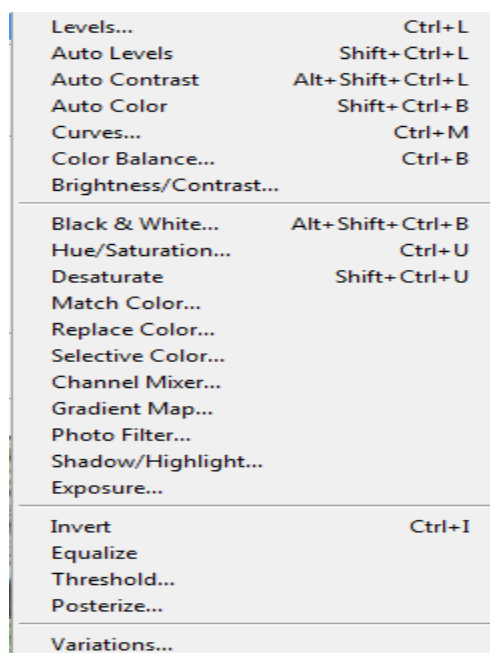 Levels... Ctrl+L
Auto Levels Shift+Ctrl+L
Auto Contrast Alt+Shift+Ctrl+L
Auto Color Shift+Ctrl+B
Curves... Ctrl+M
Color Balance... Ctrl+B
Brightness/Contrast...
Black & White... Alt+Shift+Ctrl+B
Hue/Saturation... Ctrl+U
Desaturate Shift+Ctrl+U
Match Color...
Replace Color...
Selective Color...
Channel Mixer...
Gradient Map...
Photo Filter...
Shadow/Highlight...
Exposure...
Invert Ctrl+I
Equalize
Threshold...
Posterize...
Variations...